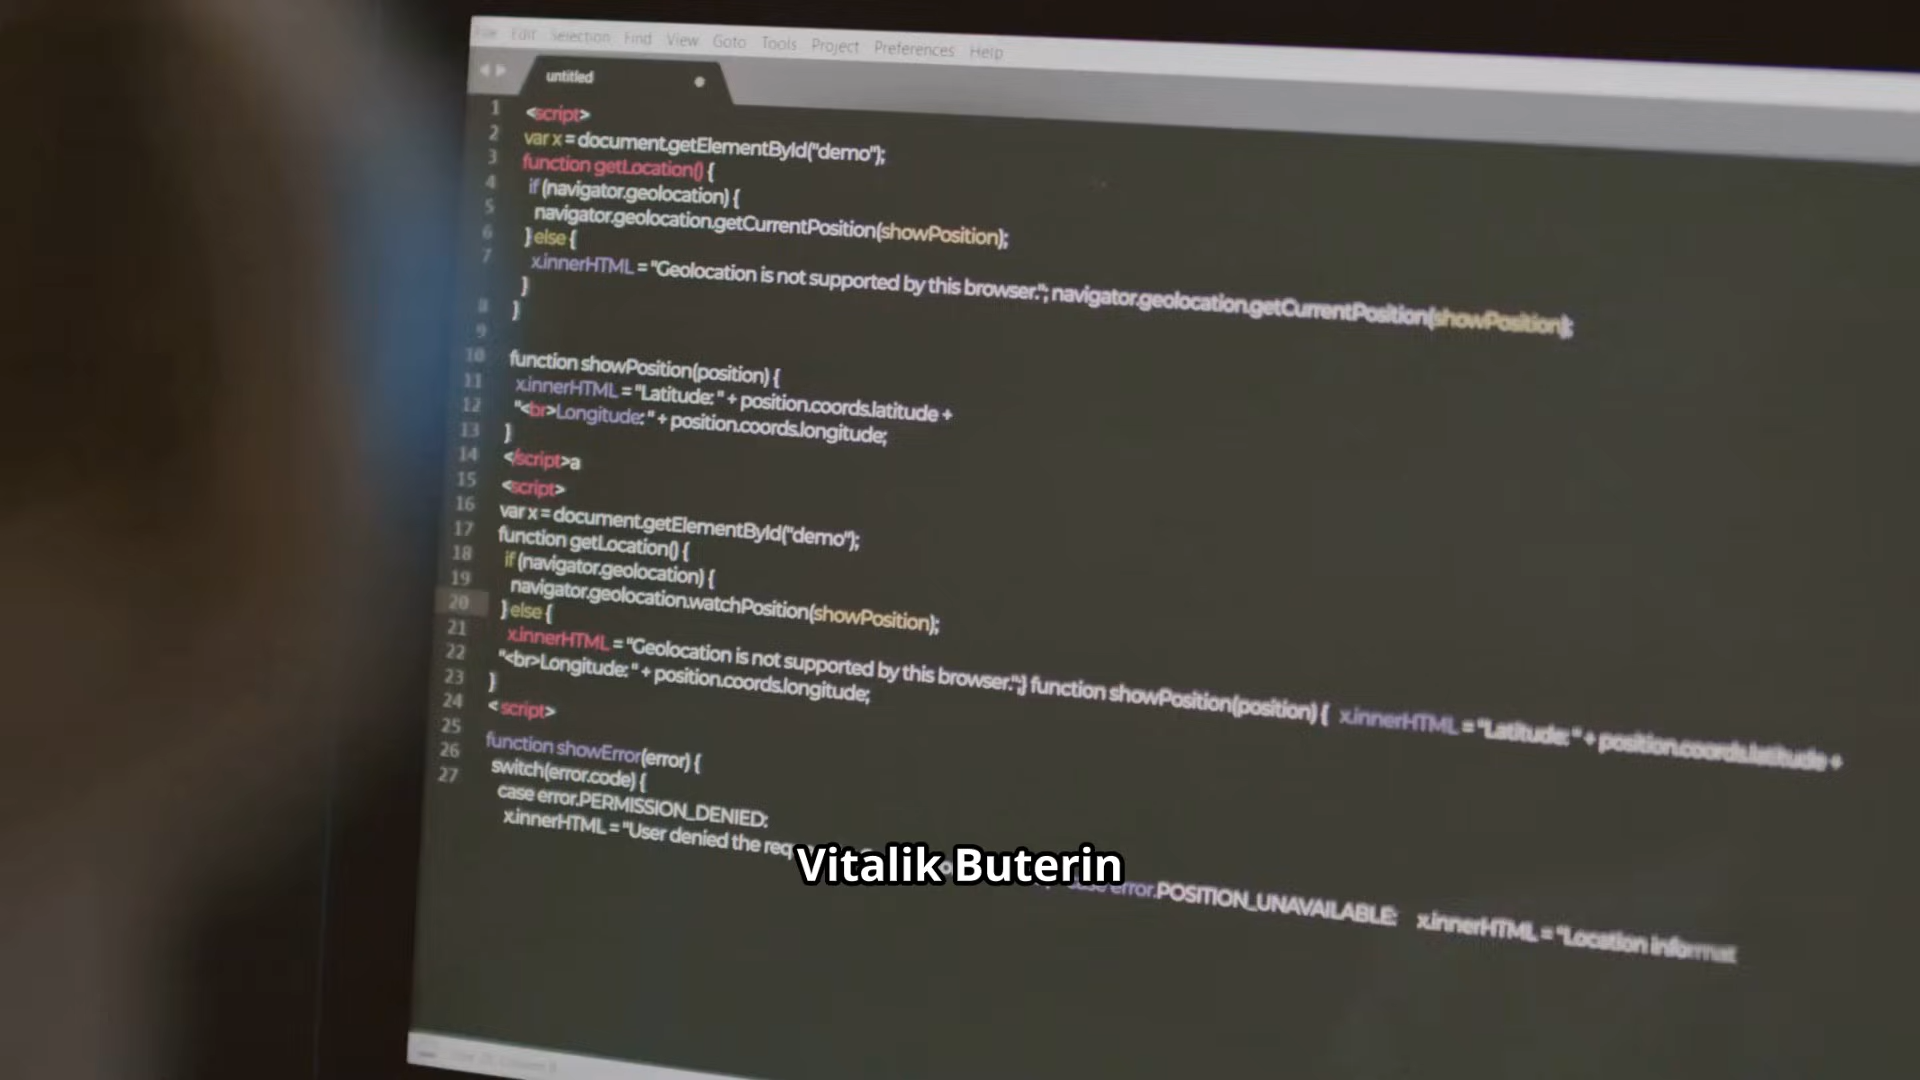 File Edit Selection Find View Goto Tools Project Preferences Help
untitled
1 <script>
2 var x = document.getElementById("demo");
3 function getLocation() {
4 if (navigator.geolocation) {
5 navigator.geolocation.getCurrentPosition(showPosition);
6 } else {
7 x.innerHTML = "Geolocation is not supported by this browser."; navigator.geolocation.getCurrentPosition(showPosition);
}
8 }
9
10 function showPosition(position) {
11 x.innerHTML = "Latitude: " + position.coords.latitude +
12 "<br>Longitude: " + position.coords.longitude;
13 }
14 </script>a
15 <script>
16 var x = document.getElementById("demo");
17 function getLocation() {
18 if (navigator.geolocation) {
19 navigator.geolocation.watchPosition(showPosition);
20 } else {
21 x.innerHTML = "Geolocation is not supported by this browser.";} function showPosition(position) { x.innerHTML = "Latitude: " + position.coords.latitude +
22 "<br>Longitude: " + position.coords.longitude;
23 }
24 < script>
25 function showError(error) {
26 switch(error.code) {
27 case error.PERMISSION_DENIED:
x.innerHTML = "User denied the error.POSITION_UNAVAILABLE: x.innerHTML = "Location informat
Vitalik Buterin